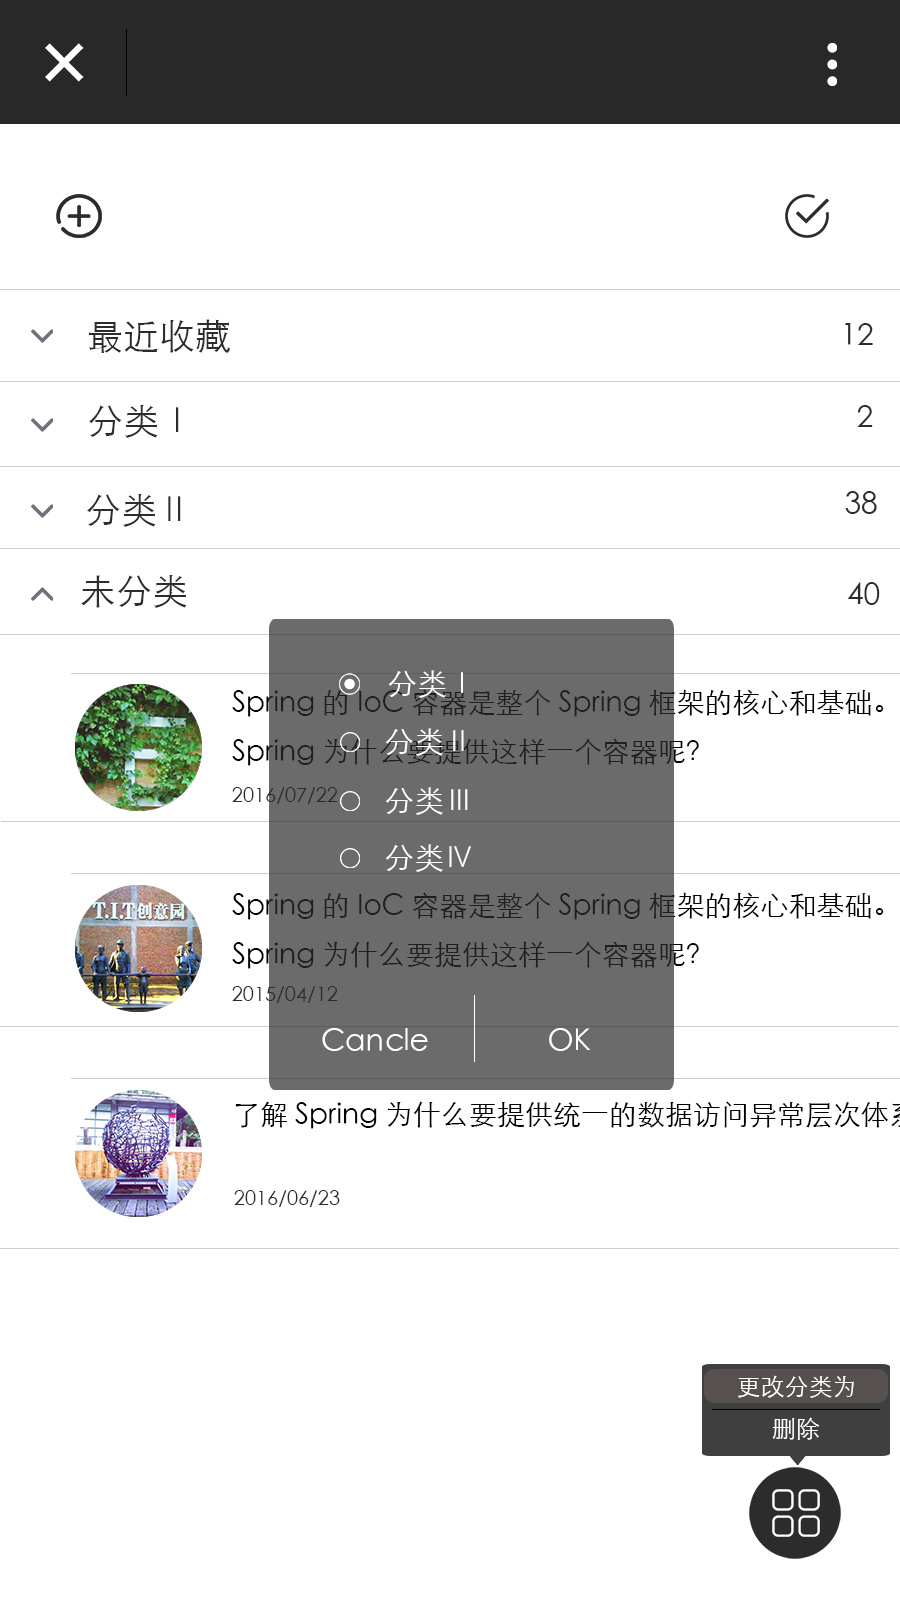 最近收藏 12
分类 I 2
分类 II 38
未分类 40
Spring 的 IoC 容器是整个 Spring 框架的核心和基础。
Spring 为什么要提供这样一个容器呢?
2016/07/22
分类 I
分类 II
分类 III
分类 IV
T.I.T创意园
Spring 的 IoC 容器是整个 Spring 框架的核心和基础。
Spring 为什么要提供这样一个容器呢?
2015/04/12
Cancle OK
了解 Spring 为什么要提供统一的数据访问异常层次体系
2016/06/23
更改分类为
删除